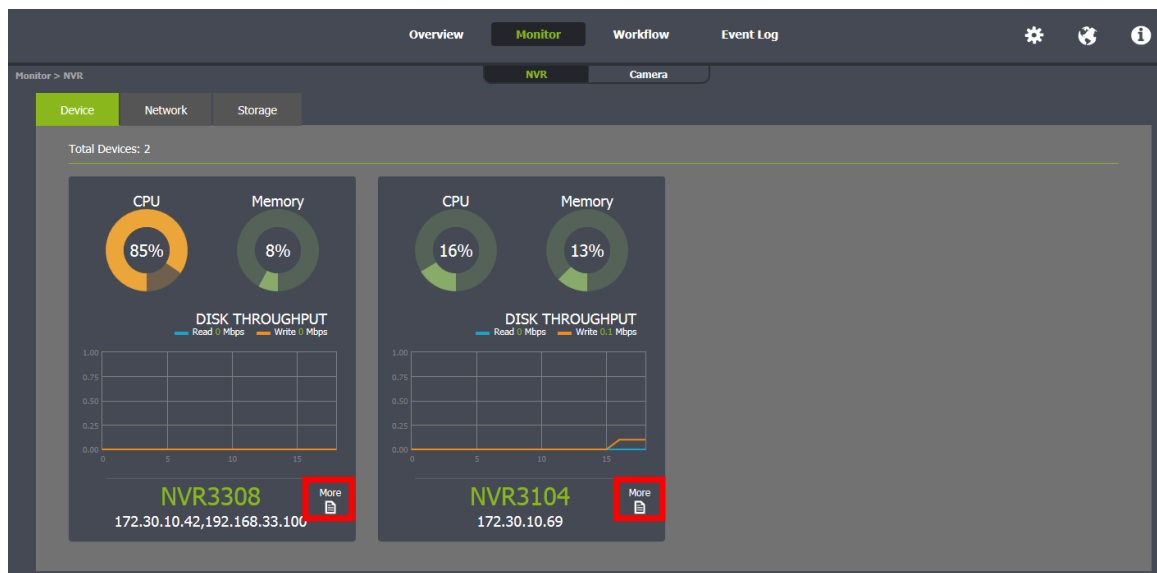 Overview Monitor Workflow Event Log
Monitor > NVR
NVR Camera
Device Network Storage
Total Devices: 2
CPU Memory
85% 8%
DISK THROUGHPUT
Read 0 Mbps Write 0 Mbps
1.00
0.75
0.50
0.25
0.00
0 5 10 15
NVR3308
More
172.30.10.42,192.168.33.100
CPU Memory
16% 13%
DISK THROUGHPUT
Read 0 Mbps Write 0.1 Mbps
1.00
0.75
0.50
0.25
0.00
0 5 10 15
NVR3104
More
172.30.10.69